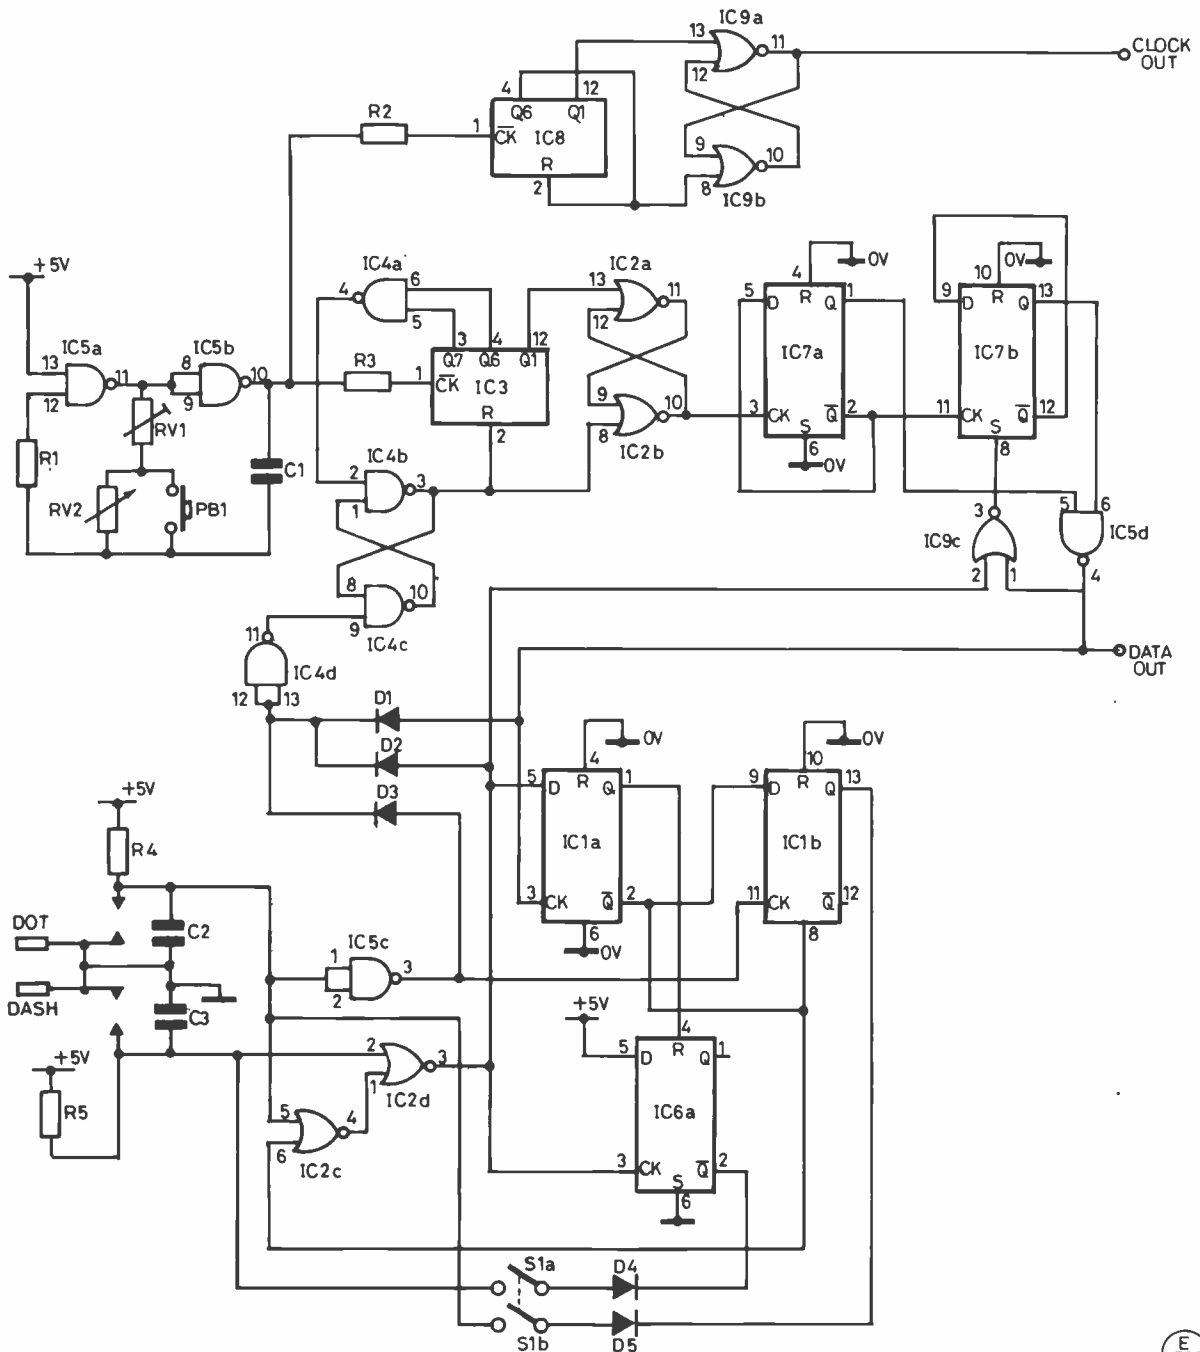 IC9a
13 11
12
CLOCK
OUT
4 12
Q6 Q1
R2
1 CK IC8
R
2
9 10
8
IC9b
+5V
IC4a
4 6
5
IC2a
13 11
12
4 0V
5 D R Q 1
IC7a
3 CK Q 2
S
6
0V
10 0V
9 D R Q 13
IC7b
11 CK Q 12
S
8
IC5a
13 11
12
IC5b
8 10
9
R3
3 4 12
Q7 Q6 Q1
1 CK IC3
R
2
9 10
8
IC2b
RV1
R1
RV2
PB1
C1
IC4b
2 3
1
8 10
9
IC4c
3
IC9c
2 1
5 6
IC5d
4
11
IC4d
12 13
DATA
OUT
D1
D2
D3
4 0V
5 D R Q 1
IC1a
3 CK Q 2
6
0V
10 0V
9 D R Q 13
IC1b
11 CK Q 12
8
+5V
R4
DOT
C2
DASH
C3
IC5c
1 3
2
+5V
R5
2 3
1
IC2d
5 4
6
IC2c
+5V
4
5 D R Q 1
IC6a
3 CK Q 2
S
6
S1a D4
S1b D5
E